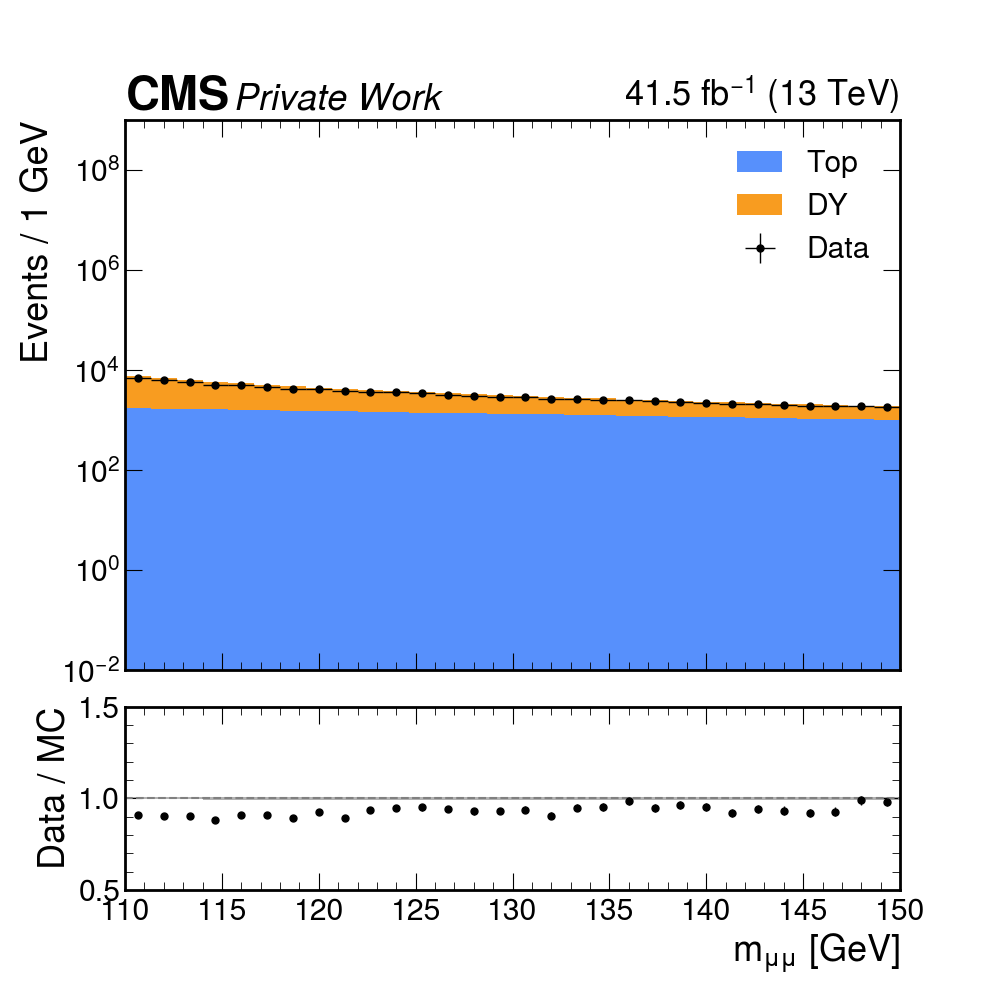 CMS Private Work 41.5 fb⁻¹ (13 TeV)
Events / 1 GeV
10⁸
10⁶
10⁴
10²
10⁰
10⁻²
Top
DY
Data
Data / MC
1.5
1.0
0.5
110 115 120 125 130 135 140 145 150
m_μμ [GeV]